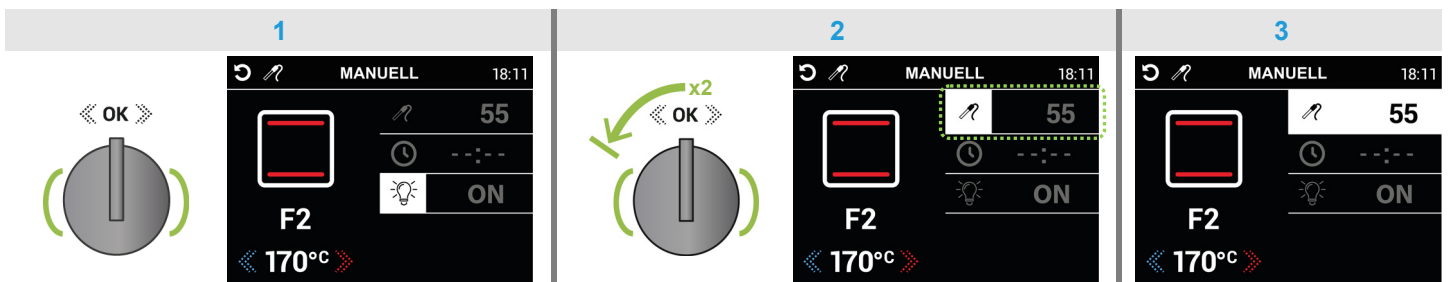 1
2
3
OK
MANUELL 18:11
55
--:--
ON
F2
170°C
x2
OK
MANUELL 18:11
55
--:--
ON
F2
170°C
MANUELL 18:11
55
--:--
ON
F2
170°C